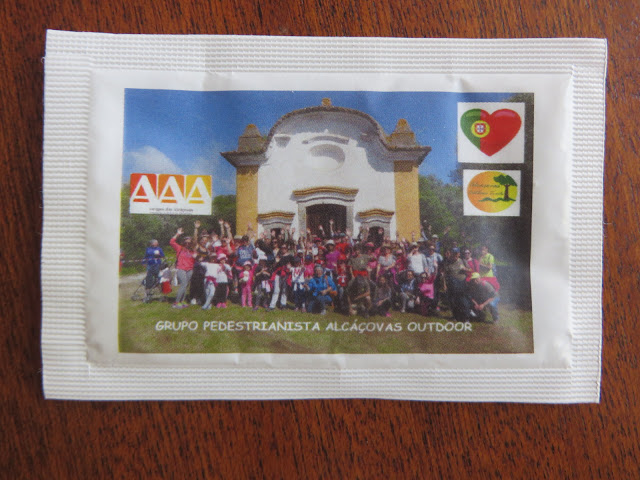 AAA
GRUPO PEDESTRIANISTA ALCÁÇOVAS OUTDOOR